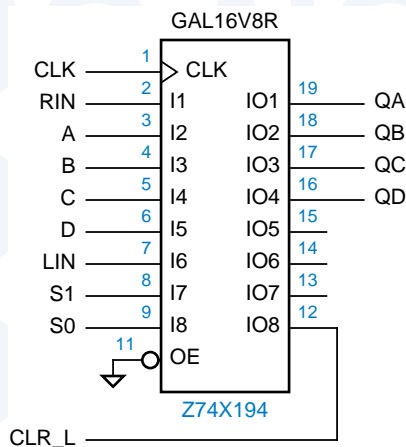 GAL16V8R
CLK 1 CLK
RIN 2 I1 IO1 19 QA
A 3 I2 IO2 18 QB
B 4 I3 IO3 17 QC
C 5 I4 IO4 16 QD
D 6 I5 IO5 15
LIN 7 I6 IO6 14
S1 8 I7 IO7 13
S0 9 I8 IO8 12
11 OE
Z74X194
CLR_L